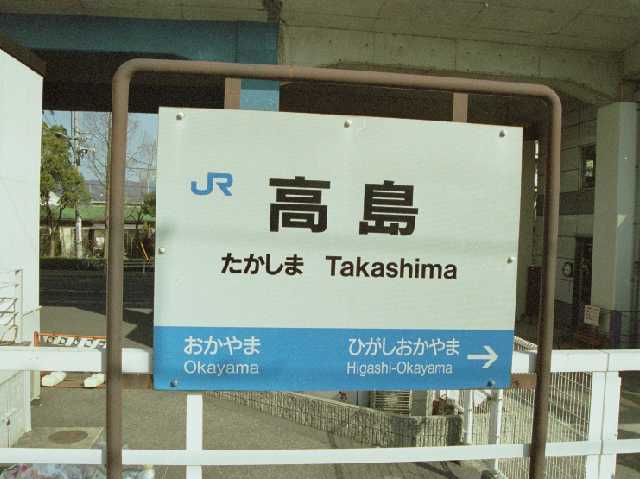 JR
高島
たかしま Takashima
おかやま ひがしおかやま →
Okayama Higashi-Okayama